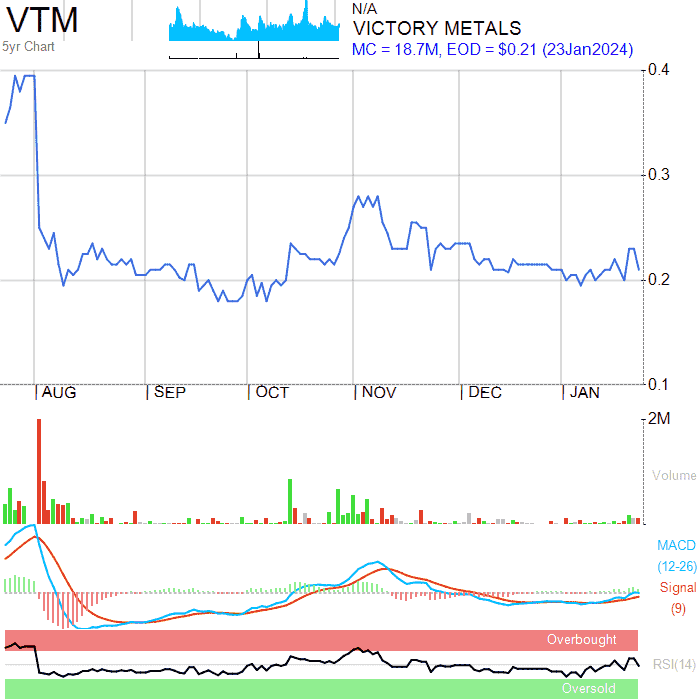 VTM
5yr Chart
N/A
VICTORY METALS
MC = 18.7M, EOD = $0.21 (23Jan2024)
0.4
0.3
0.2
0.1
AUG SEP OCT NOV DEC JAN
2M
Volume
MACD
(12-26)
Signal
(9)
Overbought
RSI(14)
Oversold